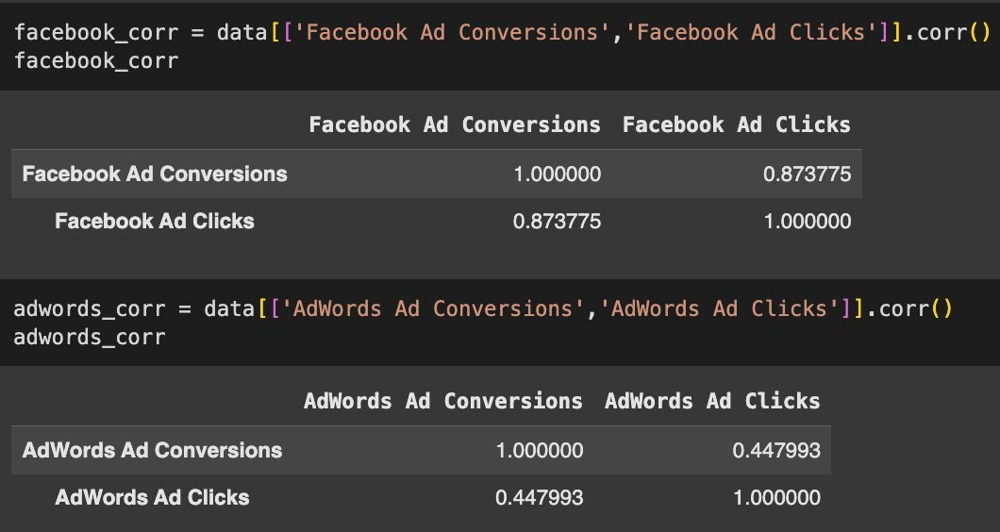 facebook_corr = data[['Facebook Ad Conversions','Facebook Ad Clicks']].corr()
facebook_corr
Facebook Ad Conversions Facebook Ad Clicks
Facebook Ad Conversions 1.000000 0.873775
Facebook Ad Clicks 0.873775 1.000000
adwords_corr = data[['AdWords Ad Conversions','AdWords Ad Clicks']].corr()
adwords_corr
AdWords Ad Conversions AdWords Ad Clicks
AdWords Ad Conversions 1.000000 0.447993
AdWords Ad Clicks 0.447993 1.000000